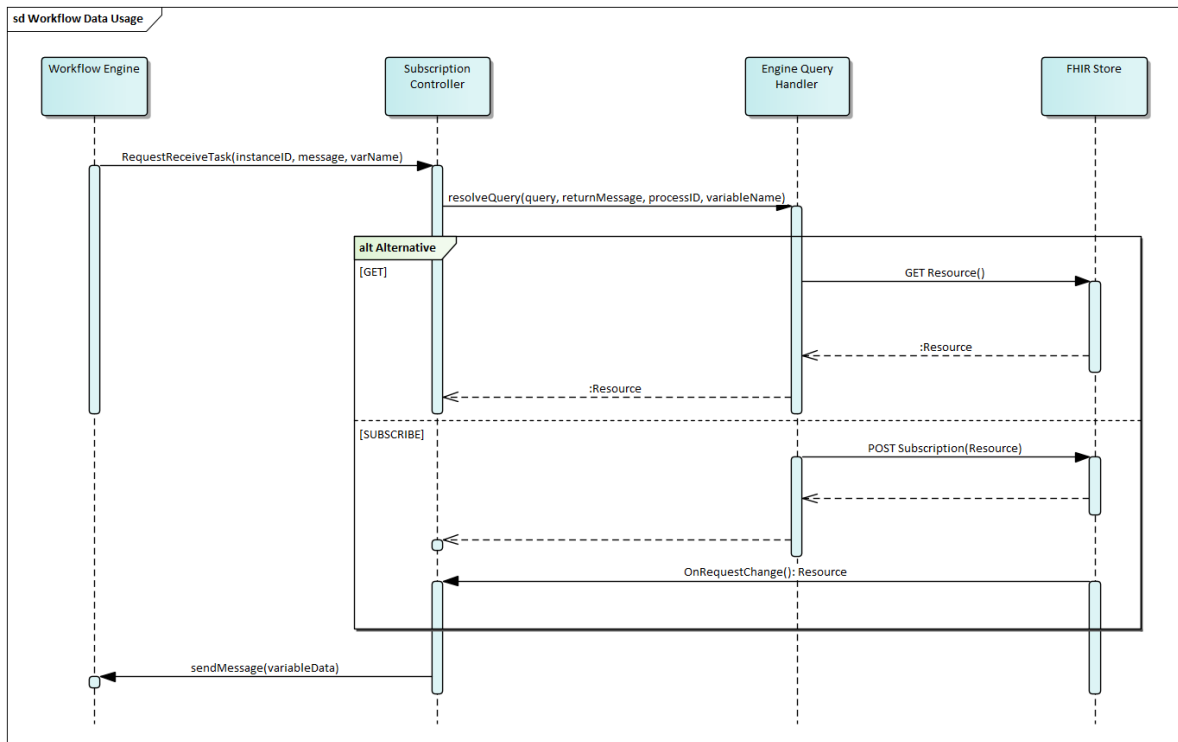 sd Workflow Data Usage
Workflow Engine
Subscription
Controller
Engine Query
Handler
FHIR Store
RequestReceiveTask(instanceID, message, varName)
resolveQuery(query, returnMessage, processID, variableName)
alt Alternative
[GET]
GET Resource()
:Resource
:Resource
[SUBSCRIBE]
POST Subscription(Resource)
OnRequestChange(): Resource
sendMessage(variableData)